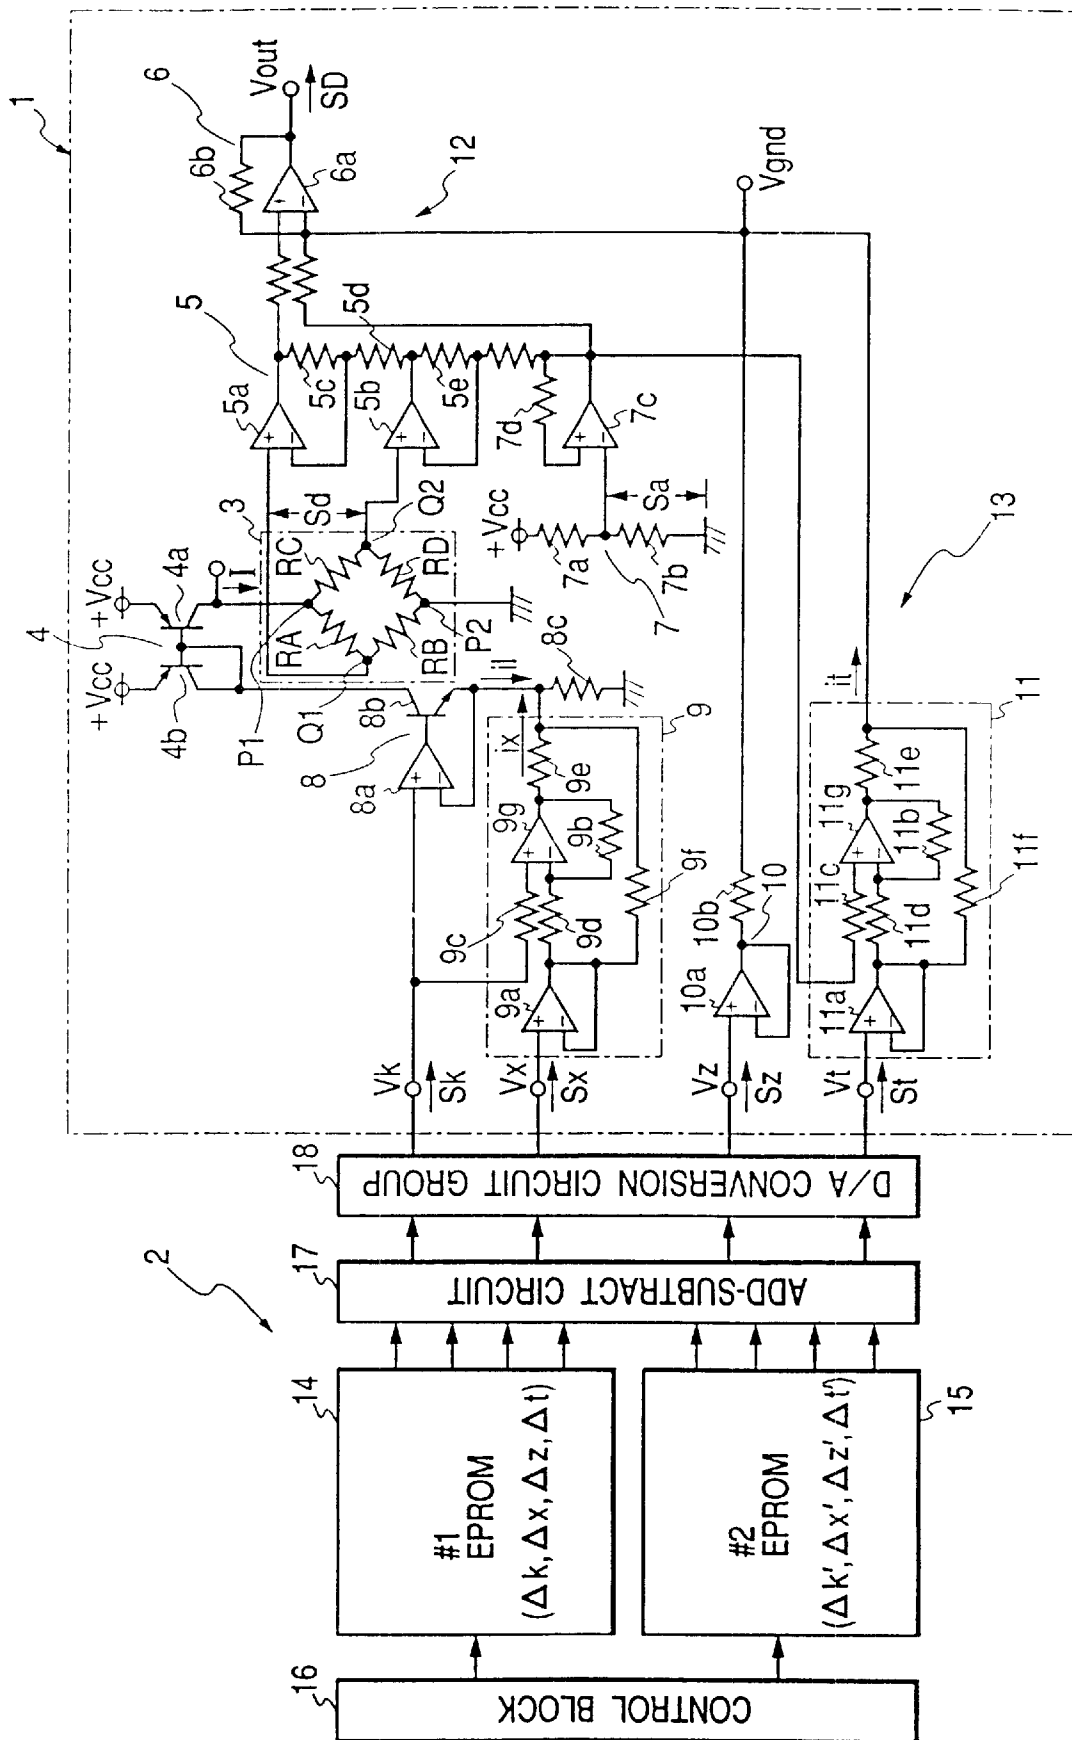 1
Vout
SD
6
6b
6a
12
Vgnd
5
5a
5c
5d
5b
5e
7d
7c
+Vcc
+Vcc
4
4a
4b
I
3
Sd
Q2
RC
RD
RA
RB
P1
Q1
P2
+Vcc
7a
7b
7
Sa
8
8a
8b
8c
il
ix
9
9a
9b
9c
9d
9e
9f
9g
10
10a
10b
it
11
11a
11b
11c
11d
11e
11f
11g
13
Vk
Sk
Vx
Sx
Vz
Sz
Vt
St
18
D/A CONVERSION CIRCUIT GROUP
2
17
ADD-SUBTRACT CIRCUIT
14
#1
EPROM
(Δk, Δx, Δz, Δt)
15
#2
EPROM
(Δk', Δx', Δz', Δt')
16
CONTROL BLOCK